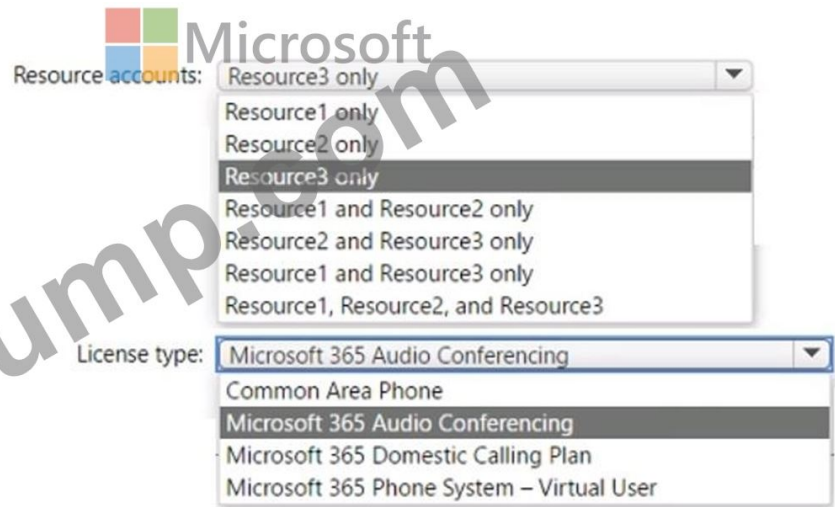 Microsoft
Resource accounts: Resource3 only
Resource1 only
Resource2 only
Resource3 only
Resource1 and Resource2 only
Resource2 and Resource3 only
Resource1 and Resource3 only
Resource1, Resource2, and Resource3
License type: Microsoft 365 Audio Conferencing
Common Area Phone
Microsoft 365 Audio Conferencing
Microsoft 365 Domestic Calling Plan
Microsoft 365 Phone System – Virtual User
ump.com